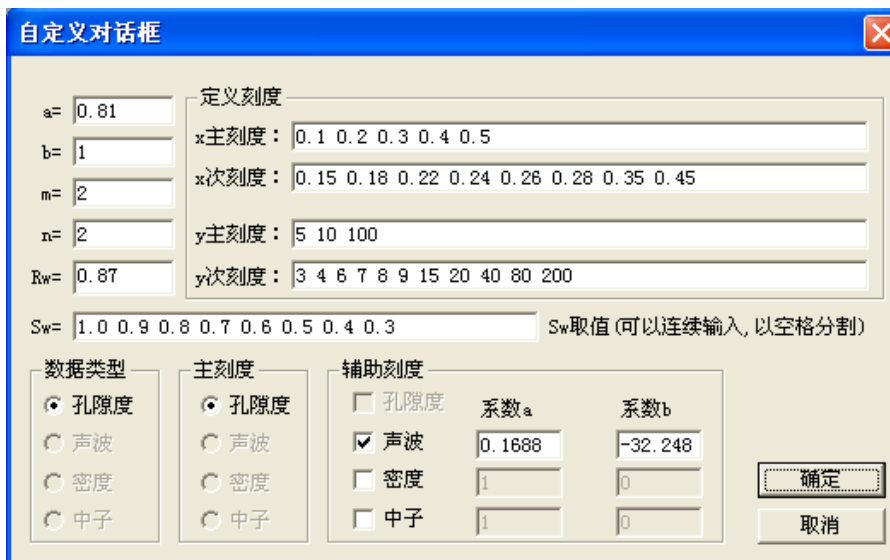 自定义对话框
a= 0.81
b= 1
m= 2
n= 2
Rw= 0.87
定义刻度
x主刻度： 0.1 0.2 0.3 0.4 0.5
x次刻度： 0.15 0.18 0.22 0.24 0.26 0.28 0.35 0.45
y主刻度： 5 10 100
y次刻度： 3 4 6 7 8 9 15 20 40 80 200
Sw= 1.0 0.9 0.8 0.7 0.6 0.5 0.4 0.3 Sw取值(可以连续输入,以空格分割)
数据类型
孔隙度
声波
密度
中子
主刻度
孔隙度
声波
密度
中子
辅助刻度
孔隙度 系数a 系数b
声波 0.1688 -32.248
密度 1 0
中子 1 0
确定
取消